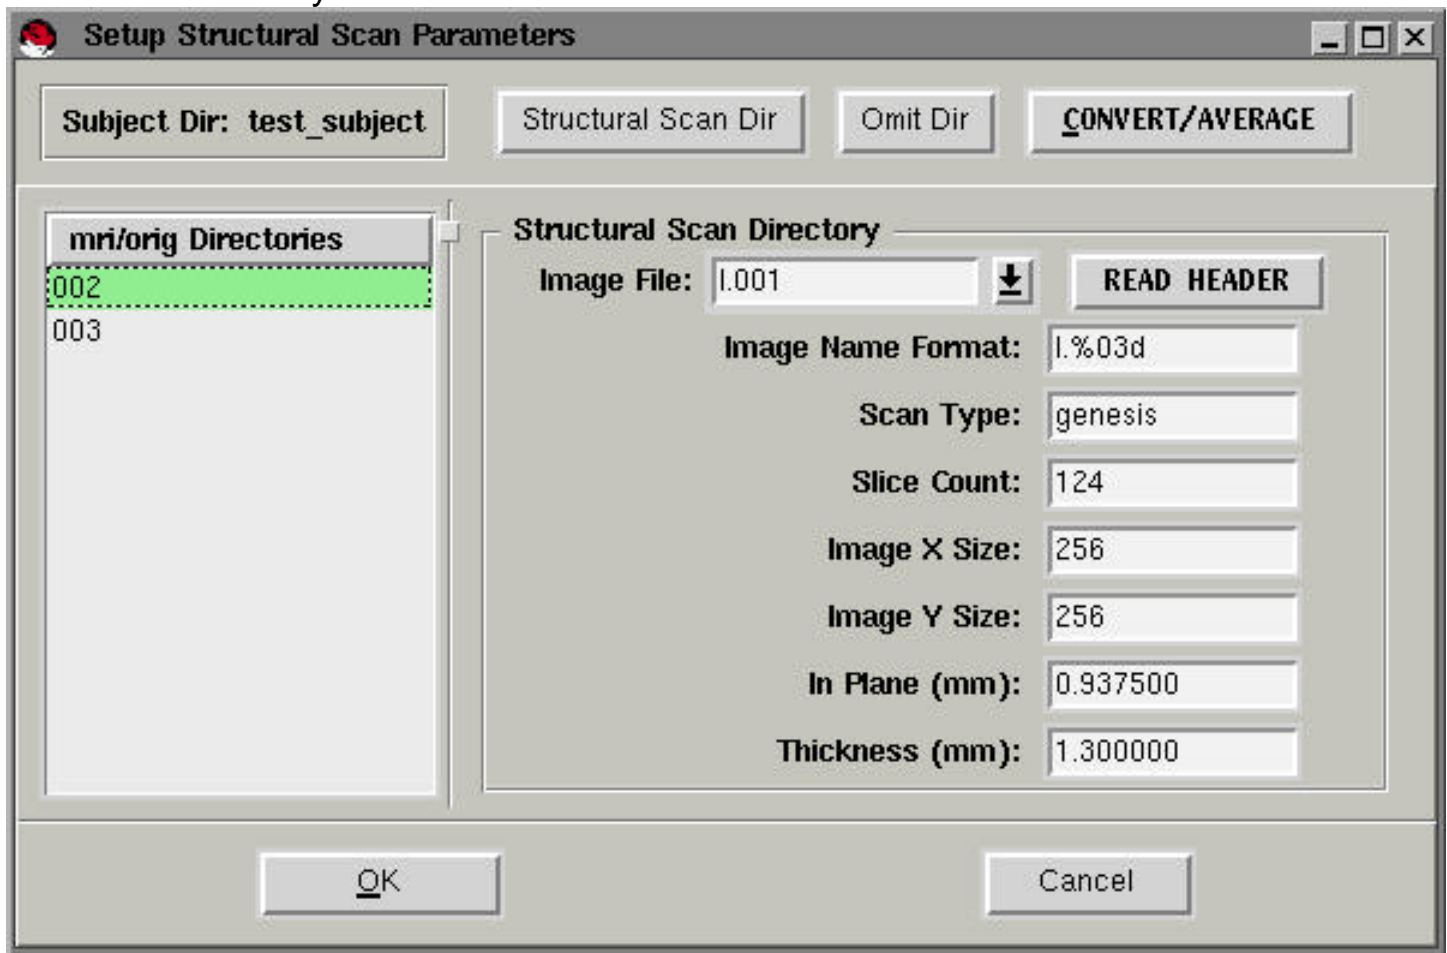 Setup Structural Scan Parameters
Subject Dir: test_subject
Structural Scan Dir
Omit Dir
CONVERT/AVERAGE
mri/orig Directories
002
003
Structural Scan Directory
Image File: I.001
READ HEADER
Image Name Format: I.%03d
Scan Type: genesis
Slice Count: 124
Image X Size: 256
Image Y Size: 256
In Plane (mm): 0.937500
Thickness (mm): 1.300000
OK
Cancel